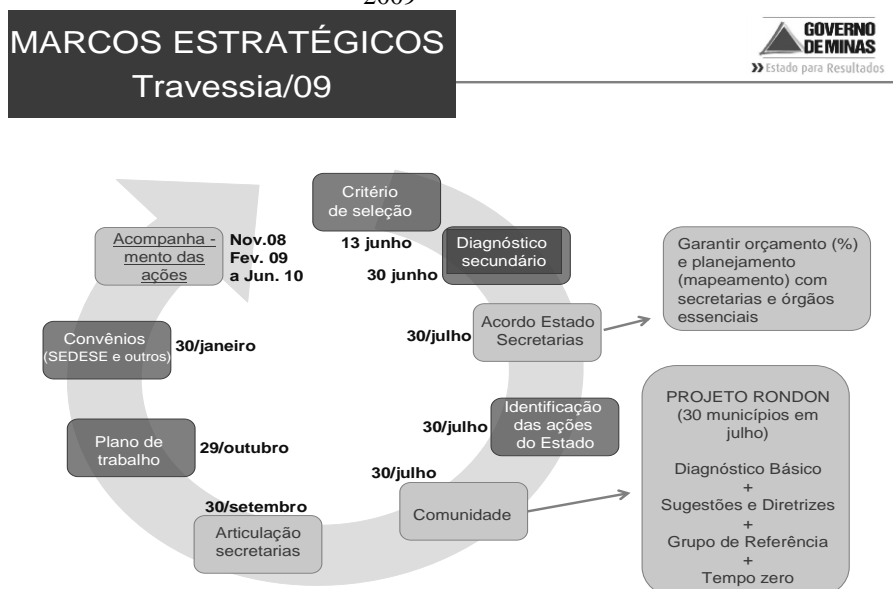 2009
MARCOS ESTRATÉGICOS
Travessia/09
GOVERNO
DE MINAS
Estado para Resultados
Critério
de seleção
13 junho
Diagnóstico
secundário
30 junho
Acordo Estado
Secretarias
30/julho
Garantir orçamento (%)
e planejamento
(mapeamento) com
secretarias e órgãos
essenciais
Identificação
das ações
do Estado
30/julho
Comunidade
30/julho
PROJETO RONDON
(30 municípios em
julho)
Diagnóstico Básico
+
Sugestões e Diretrizes
+
Grupo de Referência
+
Tempo zero
30/setembro
Articulação
secretarias
Plano de
trabalho
29/outubro
Convênios
(SEDESE e outros)
30/janeiro
Acompanha -
mento das
ações
Nov.08
Fev. 09
a Jun. 10